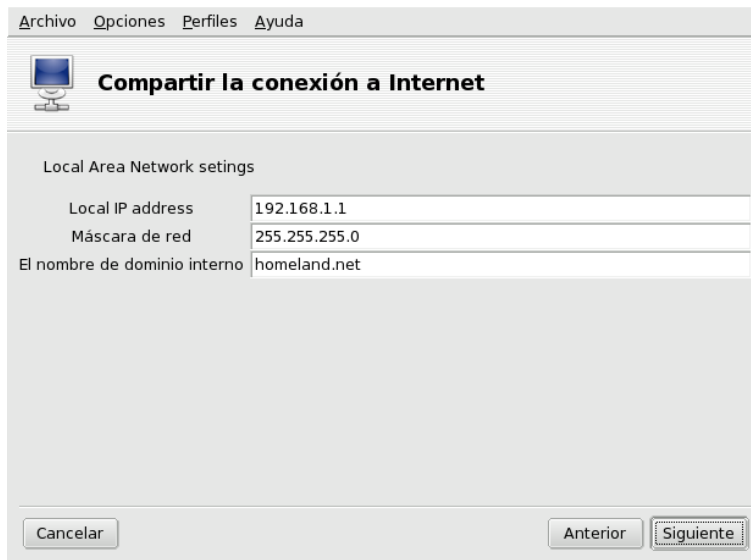 Archivo Opciones Perfiles Ayuda
Compartir la conexión a Internet
Local Area Network setings
Local IP address 192.168.1.1
Máscara de red 255.255.255.0
El nombre de dominio interno homeland.net
Cancelar Anterior Siguiente